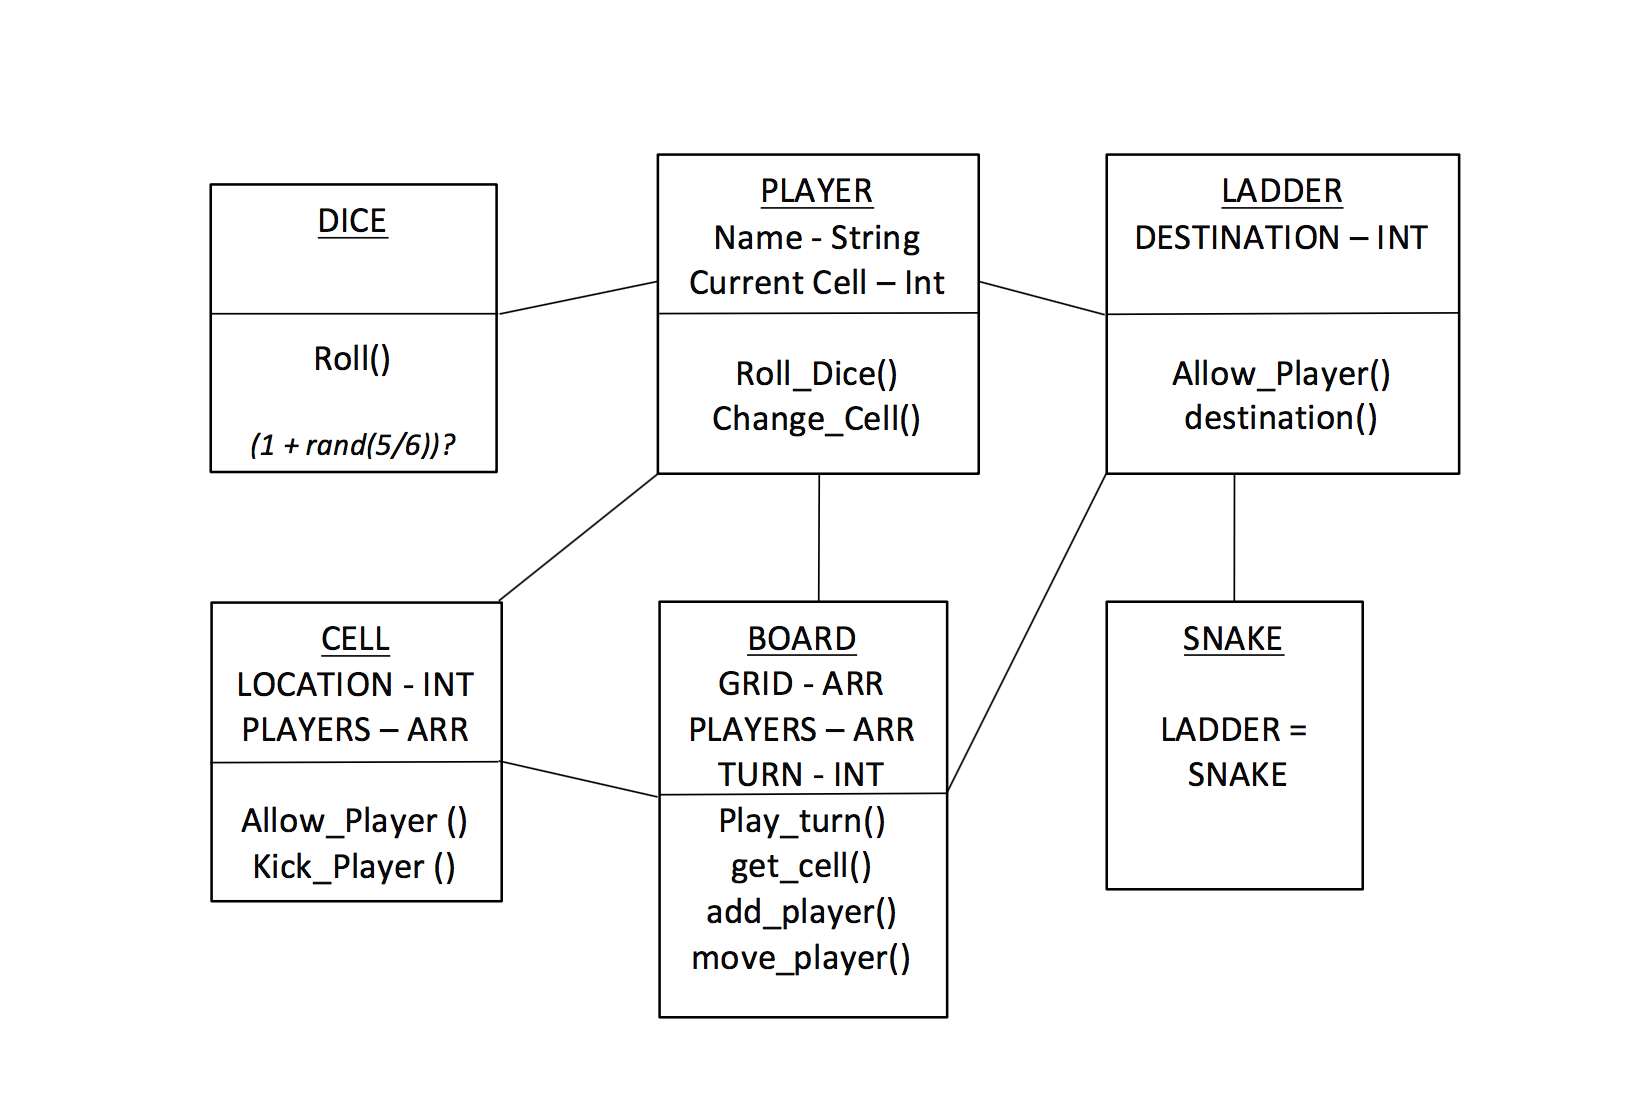 DICE
Roll()
(1 + rand(5/6))?
PLAYER
Name - String
Current Cell – Int
Roll_Dice()
Change_Cell()
LADDER
DESTINATION – INT
Allow_Player()
destination()
CELL
LOCATION - INT
PLAYERS – ARR
Allow_Player ()
Kick_Player ()
BOARD
GRID - ARR
PLAYERS – ARR
TURN - INT
Play_turn()
get_cell()
add_player()
move_player()
SNAKE
LADDER =
SNAKE